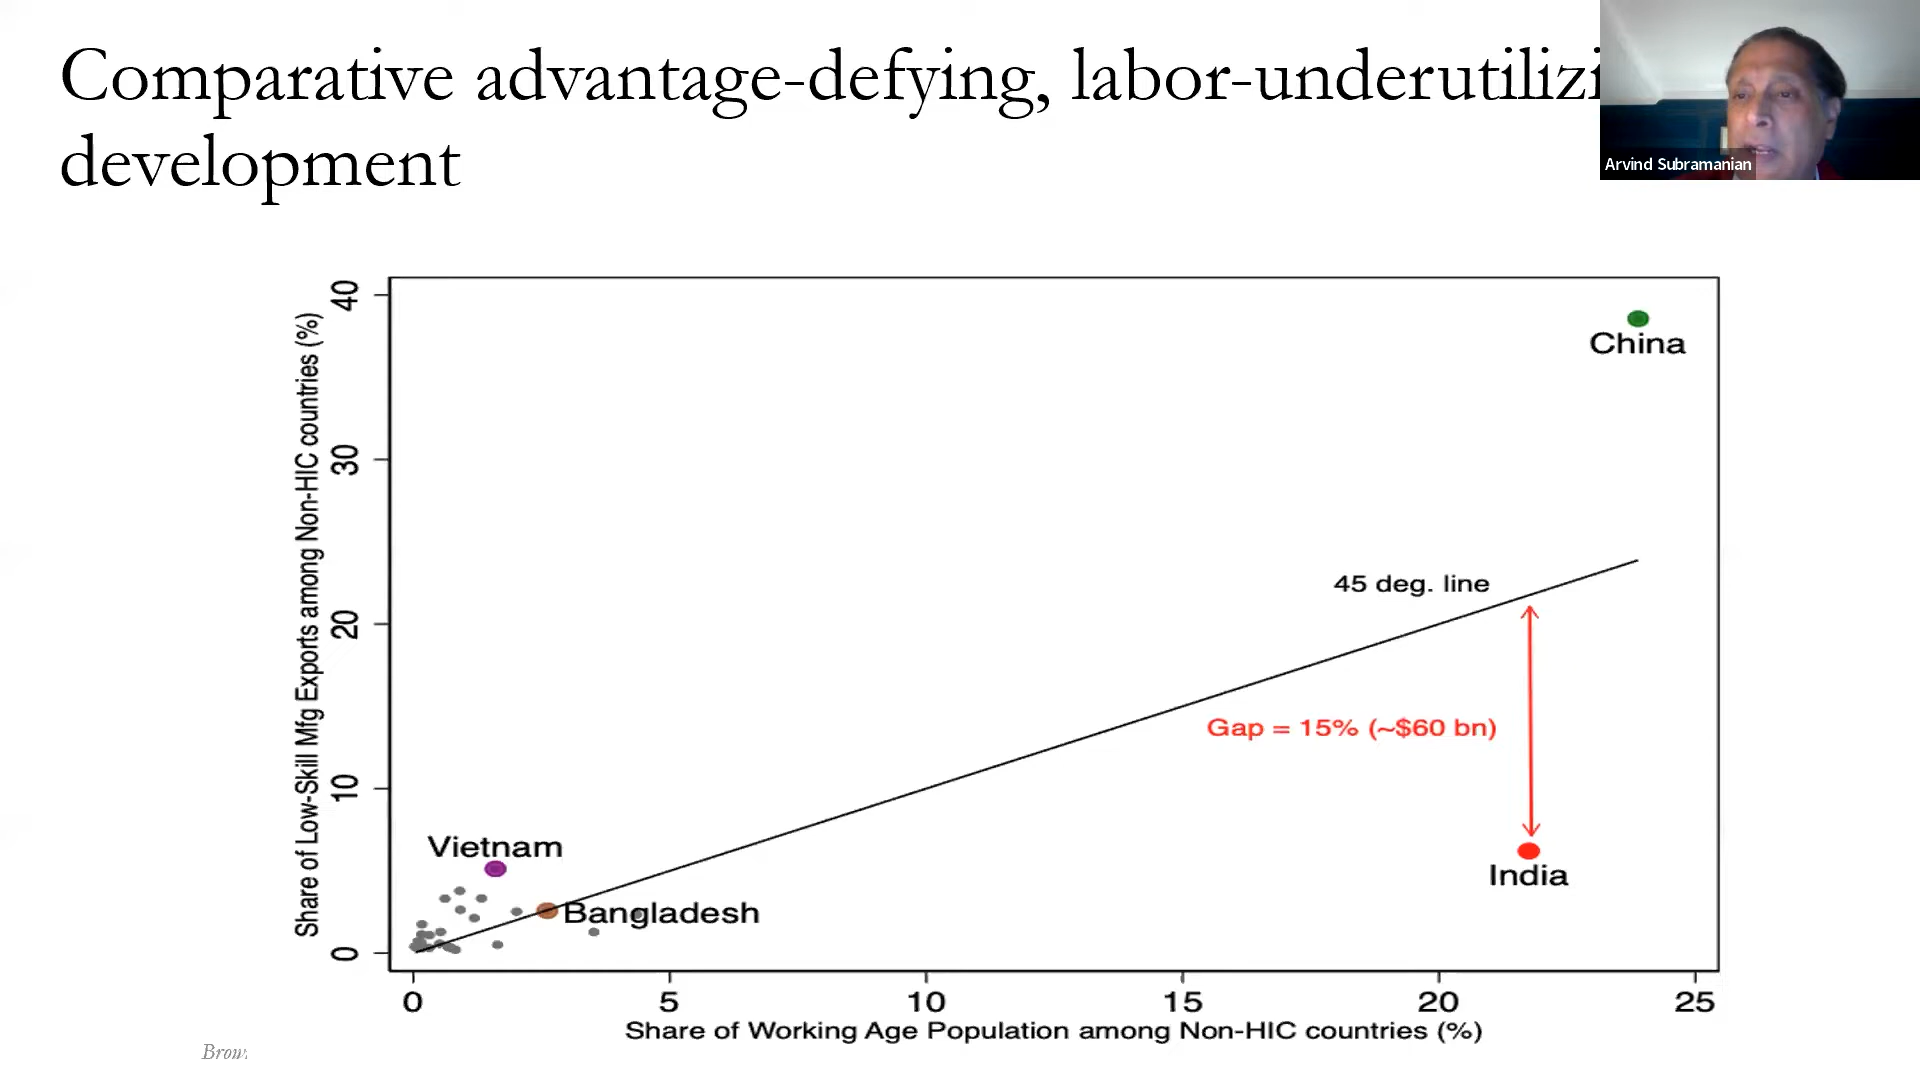 Comparative advantage-defying, labor-underutilizi
development
Arvind Subramanian
Share of Low-Skill Mfg Exports among Non-HIC countries (%)
40
30
20
10
0
China
45 deg. line
Gap = 15% (~$60 bn)
Vietnam
India
Bangladesh
0 5 10 15 20 25
Share of Working Age Population among Non-HIC countries (%)